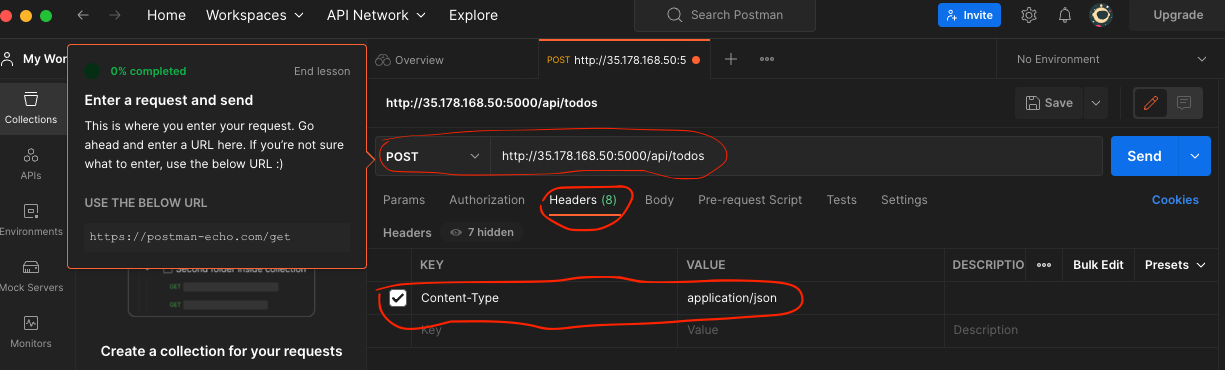 Home Workspaces API Network Explore Search Postman Invite Upgrade
My Wor
Overview POST http://35.178.168.50:5 No Environment
0% completed End lesson
Enter a request and send
This is where you enter your request. Go
ahead and enter a URL here. If you're not sure
what to enter, use the below URL :)
USE THE BELOW URL
https://postman-echo.com/get
Collections
APIs
Environments
Mock Servers
Monitors
Second folder inside collection
GET
GET
Create a collection for your requests
http://35.178.168.50:5000/api/todos Save
POST http://35.178.168.50:5000/api/todos Send
Params Authorization Headers (8) Body Pre-request Script Tests Settings Cookies
Headers 7 hidden
KEY VALUE DESCRIPTIO Bulk Edit Presets
Content-Type application/json
Key Value Description